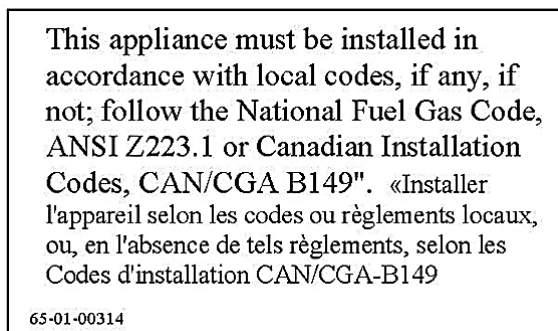 This appliance must be installed in
accordance with local codes, if any, if
not; follow the National Fuel Gas Code,
ANSI Z223.1 or Canadian Installation
Codes, CAN/CGA B149". «Installer
l'appareil selon les codes ou règlements locaux,
ou, en l'absence de tels règlements, selon les
Codes d'installation CAN/CGA-B149
65-01-00314